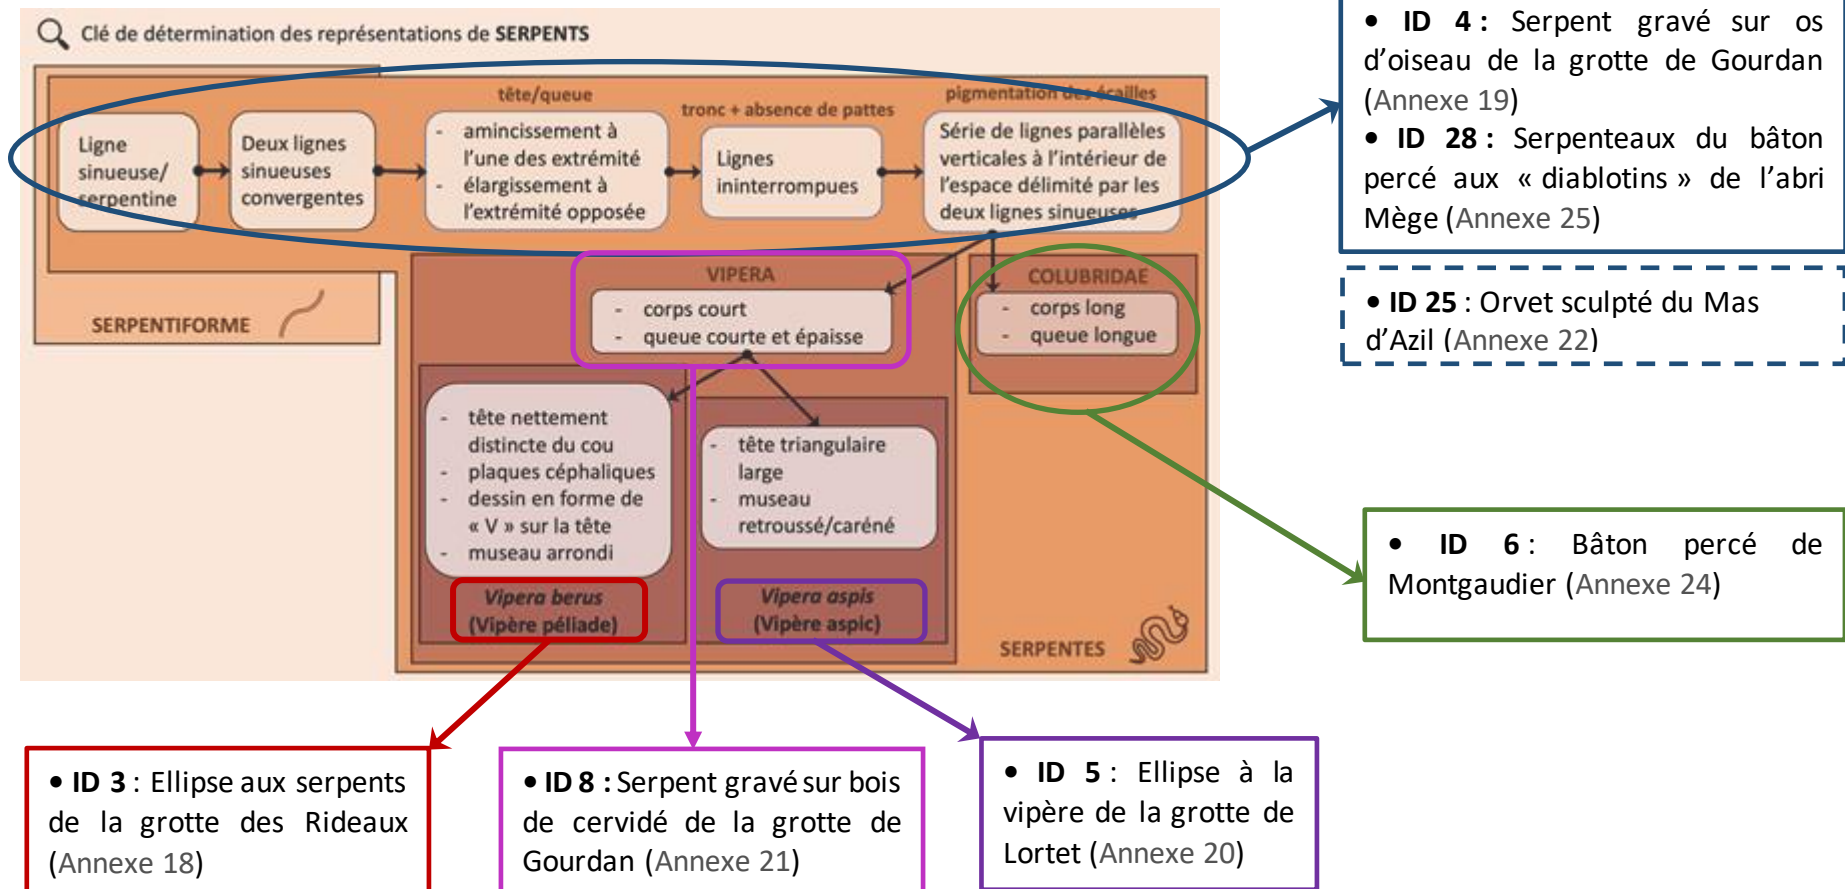 Clé de détermination des représentations de SERPENTS
tête/queue
tronc + absence de pattes
pigmentation des écailles
Ligne
sinueuse/
serpentine
Deux lignes
sinueuses
convergentes
- amincissement à
l'une des extrémité
- élargissement à
l'extrémité opposée
Lignes
ininterrompues
Série de lignes parallèles
verticales à l'intérieur de
l'espace délimité par les
deux lignes sinueuses
SERPENTIFORME
VIPERA
- corps court
- queue courte et épaisse
COLUBRIDAE
- corps long
- queue longue
- tête nettement
distincte du cou
- plaques céphaliques
- dessin en forme de
« V » sur la tête
- museau arrondi
Vipera berus
(Vipère péliade)
- tête triangulaire
large
- museau
retroussé/caréné
Vipera aspis
(Vipère aspic)
SERPENTES
• ID 4 : Serpent gravé sur os
d'oiseau de la grotte de Gourdan
(Annexe 19)
• ID 28 : Serpenteaux du bâton
percé aux « diablotins » de l'abri
Mège (Annexe 25)
• ID 25 : Orvet sculpté du Mas
d'Azil (Annexe 22)
• ID 6 : Bâton percé de
Montgaudier (Annexe 24)
• ID 3 : Ellipse aux serpents
de la grotte des Rideaux
(Annexe 18)
• ID 8 : Serpent gravé sur bois
de cervidé de la grotte de
Gourdan (Annexe 21)
• ID 5 : Ellipse à la
vipère de la grotte de
Lortet (Annexe 20)